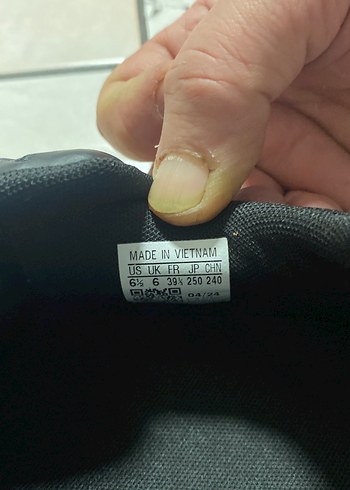 MADE IN VIETNAM
US UK FR JP CHN
6½ 6 39⅓ 250 240
04/24